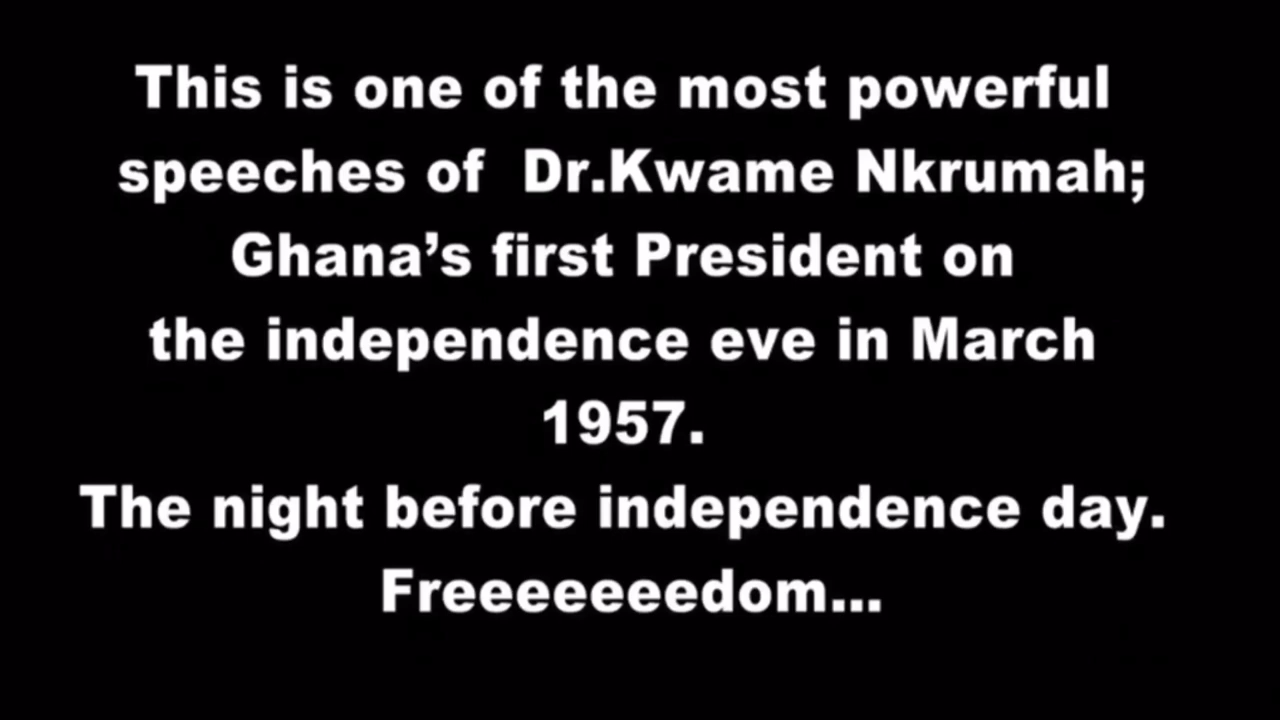 This is one of the most powerful
speeches of  Dr.Kwame Nkrumah;
Ghana’s first President on
the independence eve in March
1957.
The night before independence day.
Freeeeeeedom...